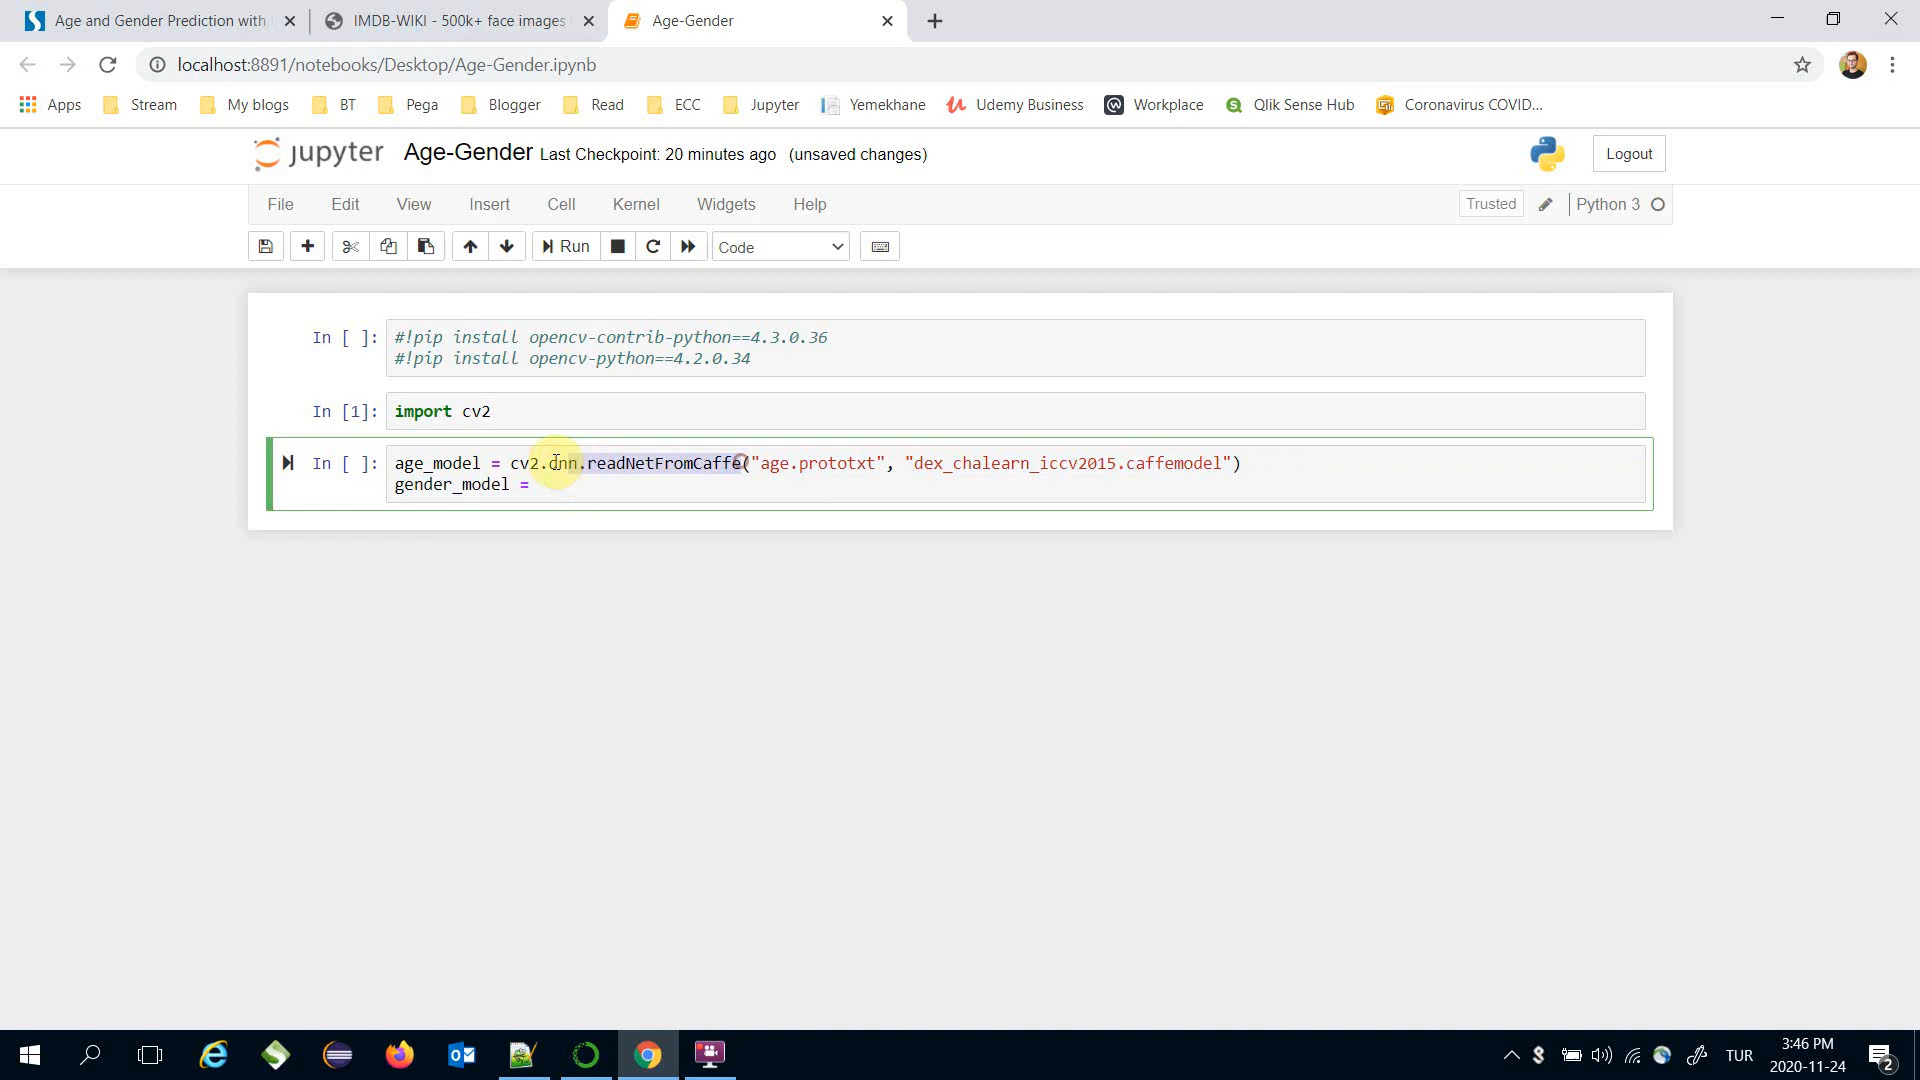 Age and Gender Prediction with
IMDB-WIKI - 500k+ face images
Age-Gender
localhost:8891/notebooks/Desktop/Age-Gender.ipynb
Apps
Stream
My blogs
BT
Pega
Blogger
Read
ECC
Jupyter
Yemekhane
Udemy Business
Workplace
Qlik Sense Hub
Coronavirus COVID...
jupyter
Age-Gender Last Checkpoint: 20 minutes ago (unsaved changes)
Logout
File
Edit
View
Insert
Cell
Kernel
Widgets
Help
Trusted
Python 3
Run
Code
In [ ]:
#!pip install opencv-contrib-python==4.3.0.36
#!pip install opencv-python==4.2.0.34
In [1]:
import cv2
In [ ]:
age_model = cv2.dnn.readNetFromCaffe("age.prototxt", "dex_chalearn_iccv2015.caffemodel")
gender_model =
TUR
3:46 PM
2020-11-24
2